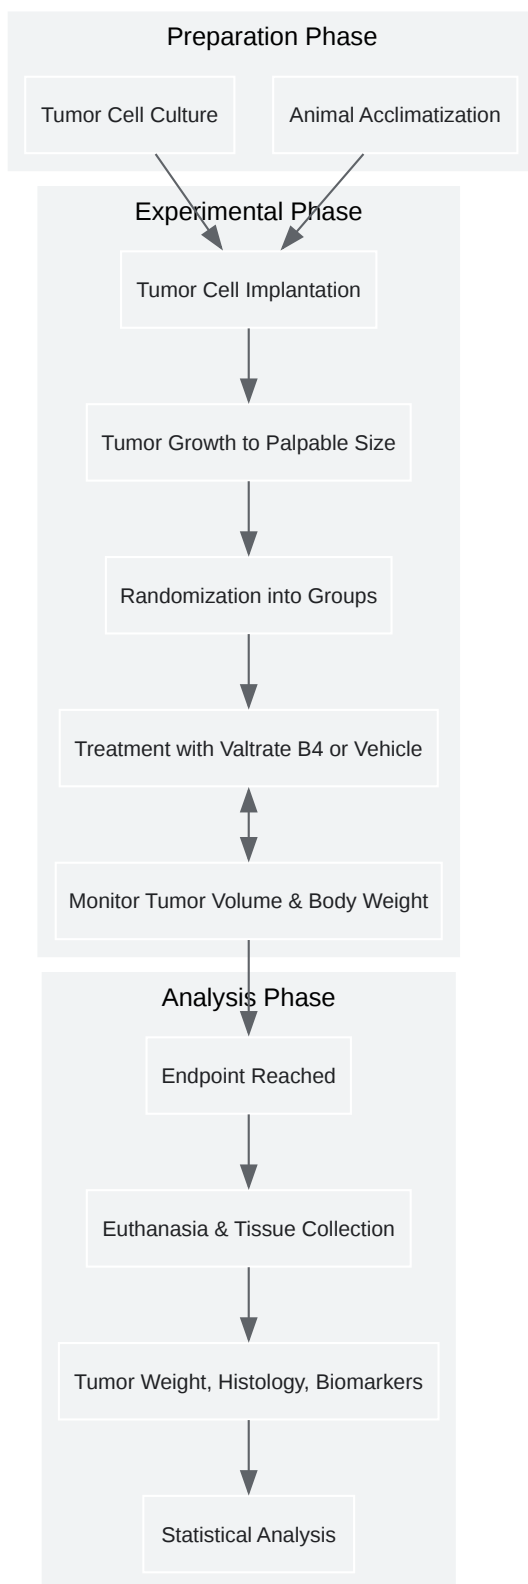 Preparation Phase
Tumor Cell Culture
Animal Acclimatization
Experimental Phase
Tumor Cell Implantation
Tumor Growth to Palpable Size
Randomization into Groups
Treatment with Valtrate B4 or Vehicle
Monitor Tumor Volume & Body Weight
Analysis Phase
Endpoint Reached
Euthanasia & Tissue Collection
Tumor Weight, Histology, Biomarkers
Statistical Analysis